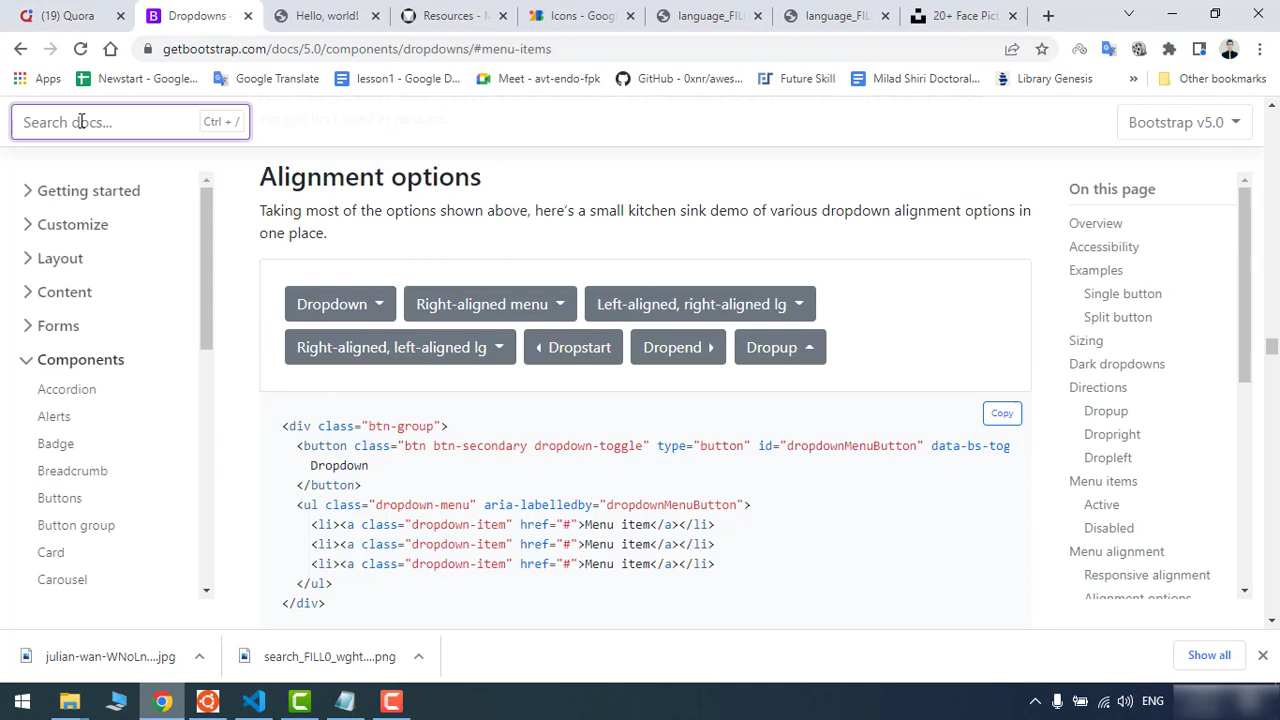 (19) Quora
Dropdowns
Hello, world!
Resources - M
Icons - Goog
language_FILL
language_FILL
20+ Face Pict
getbootstrap.com/docs/5.0/components/dropdowns/#menu-items
Apps
Newstart - Google...
Google Translate
lesson1 - Google D...
Meet - avt-endo-fpk
GitHub - 0xnr/awes...
Future Skill
Milad Shiri Doctoral...
Library Genesis
»
Other bookmarks
Search docs...
Ctrl + /
Bootstrap v5.0
Getting started
Customize
Layout
Content
Forms
Components
Accordion
Alerts
Badge
Breadcrumb
Buttons
Button group
Card
Carousel
Alignment options
Taking most of the options shown above, here's a small kitchen sink demo of various dropdown alignment options in
one place.
Dropdown
Right-aligned menu
Left-aligned, right-aligned lg
Right-aligned, left-aligned lg
Dropstart
Dropend
Dropup
Copy
<div class="btn-group">
<button class="btn btn-secondary dropdown-toggle" type="button" id="dropdownMenuButton" data-bs-tog
Dropdown
</button>
<ul class="dropdown-menu" aria-labelledby="dropdownMenuButton">
<li><a class="dropdown-item" href="#">Menu item</a></li>
<li><a class="dropdown-item" href="#">Menu item</a></li>
<li><a class="dropdown-item" href="#">Menu item</a></li>
</ul>
</div>
On this page
Overview
Accessibility
Examples
Single button
Split button
Sizing
Dark dropdowns
Directions
Dropup
Dropright
Dropleft
Menu items
Active
Disabled
Menu alignment
Responsive alignment
Alignment options
julian-wan-WNoLn....jpg
search_FILL0_wght....png
Show all
ENG